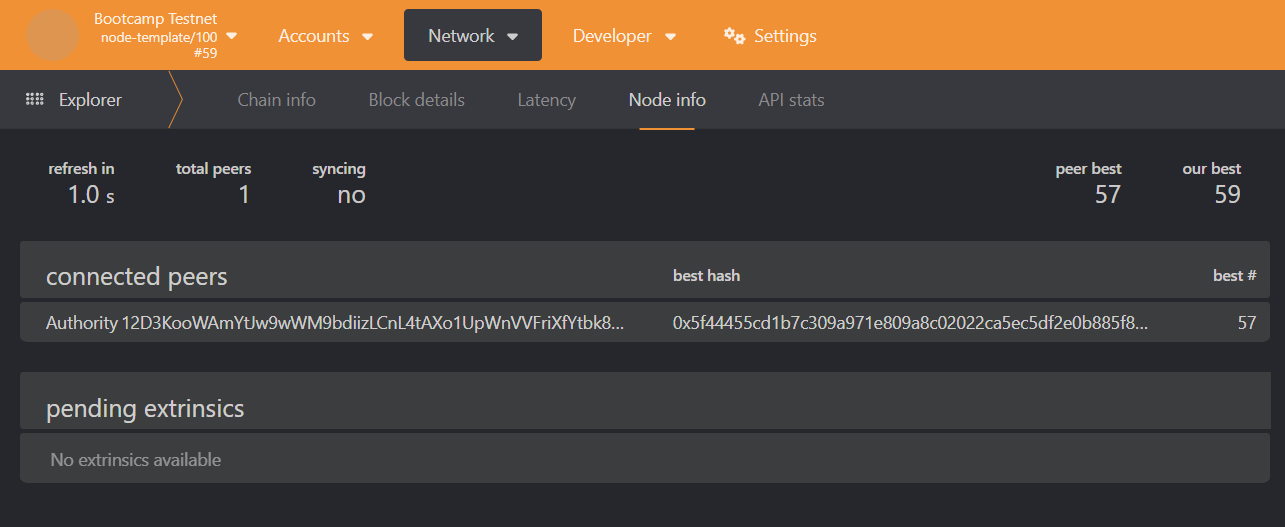 Bootcamp Testnet
node-template/100
#59
Accounts
Network
Developer
Settings
Explorer
Chain info
Block details
Latency
Node info
API stats
refresh in
1.0 s
total peers
1
syncing
no
peer best
57
our best
59
connected peers
best hash
best #
Authority 12D3KooWAmYtJw9wWM9bdiizLCnL4tAXo1UpWnVVFriXfYtbk8...
0x5f44455cd1b7c309a971e809a8c02022ca5ec5df2e0b885f8...
57
pending extrinsics
No extrinsics available